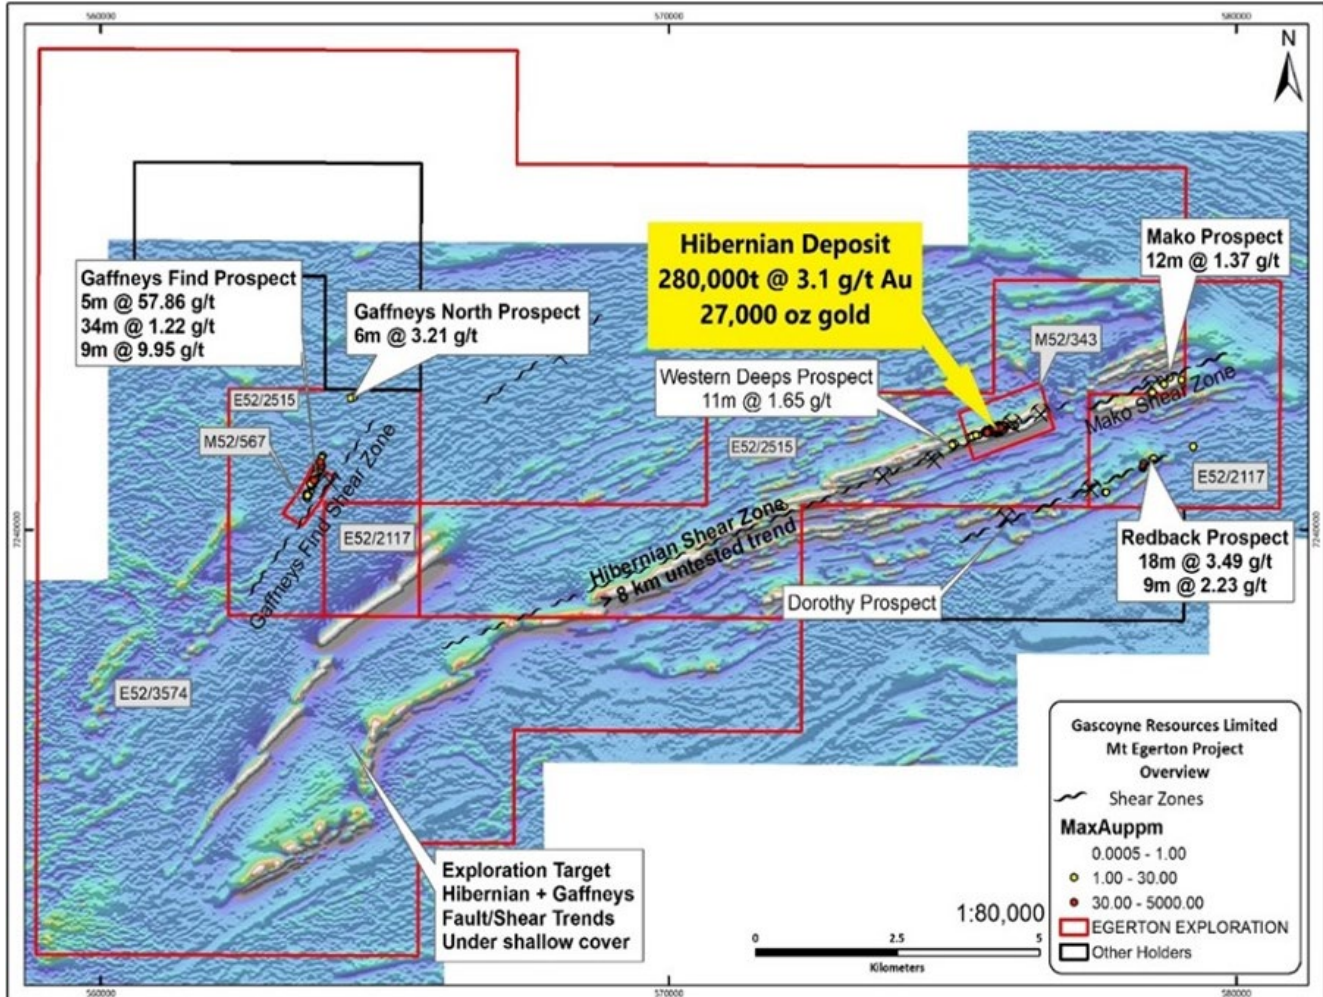 560000
570000
580000
N
Hibernian Deposit
280,000t @ 3.1 g/t Au
27,000 oz gold
Mako Prospect
12m @ 1.37 g/t
Gaffneys Find Prospect
5m @ 57.86 g/t
34m @ 1.22 g/t
9m @ 9.95 g/t
Gaffneys North Prospect
6m @ 3.21 g/t
M52/343
Western Deeps Prospect
11m @ 1.65 g/t
Mako Shear Zone
E52/2515
M52/567
E52/2515
E52/2117
Gaffneys Find Shear Zone
E52/2117
7240000
7240000
Hibernian Shear Zone
> 8 km untested trend
Redback Prospect
18m @ 3.49 g/t
9m @ 2.23 g/t
Dorothy Prospect
E52/3574
Exploration Target
Hibernian + Gaffneys
Fault/Shear Trends
Under shallow cover
1:80,000
0 2.5 5
Kilometers
Gascoyne Resources Limited
Mt Egerton Project
Overview
Shear Zones
MaxAuppm
0.0005 - 1.00
1.00 - 30.00
30.00 - 5000.00
EGERTON EXPLORATION
Other Holders
560000
570000
580000